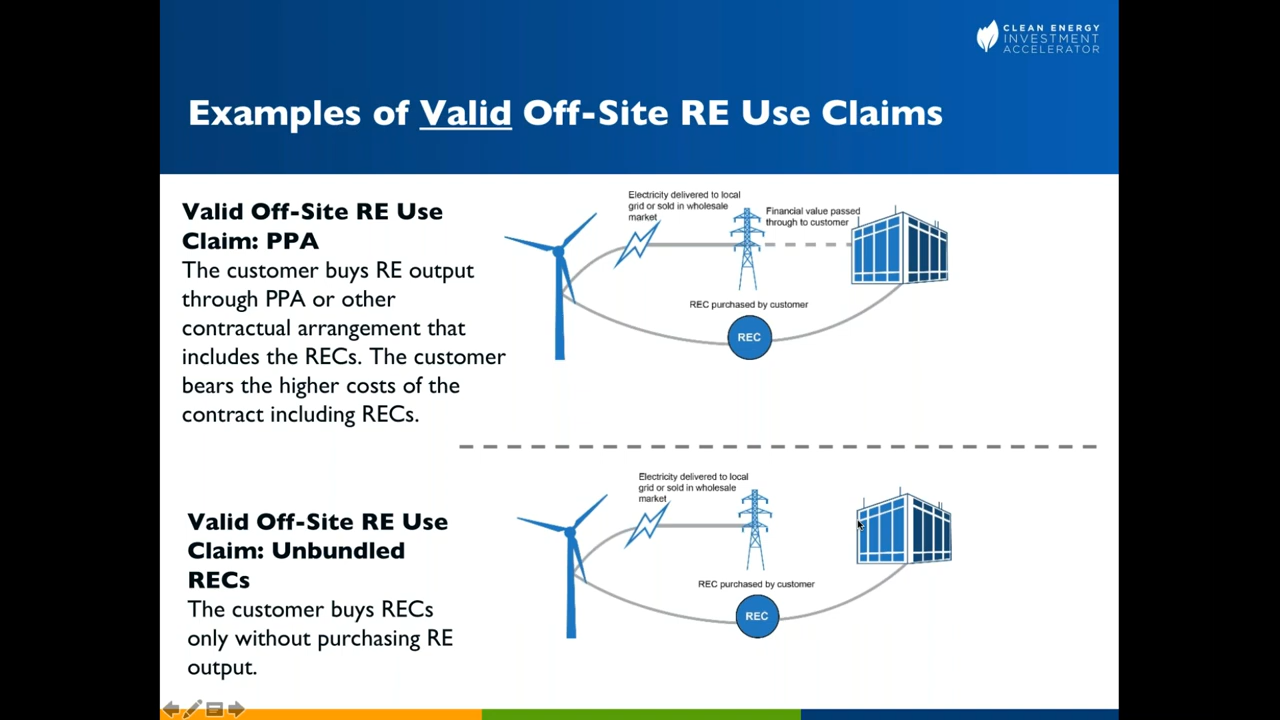 CLEAN ENERGY
INVESTMENT
ACCELERATOR
Examples of Valid Off-Site RE Use Claims
Valid Off-Site RE Use
Claim: PPA
The customer buys RE output
through PPA or other
contractual arrangement that
includes the RECs. The customer
bears the higher costs of the
contract including RECs.
Electricity delivered to local
grid or sold in wholesale
market
Financial value passed
through to customer
REC purchased by customer
REC
Valid Off-Site RE Use
Claim: Unbundled
RECs
The customer buys RECs
only without purchasing RE
output.
Electricity delivered to local
grid or sold in wholesale
market
REC purchased by customer
REC